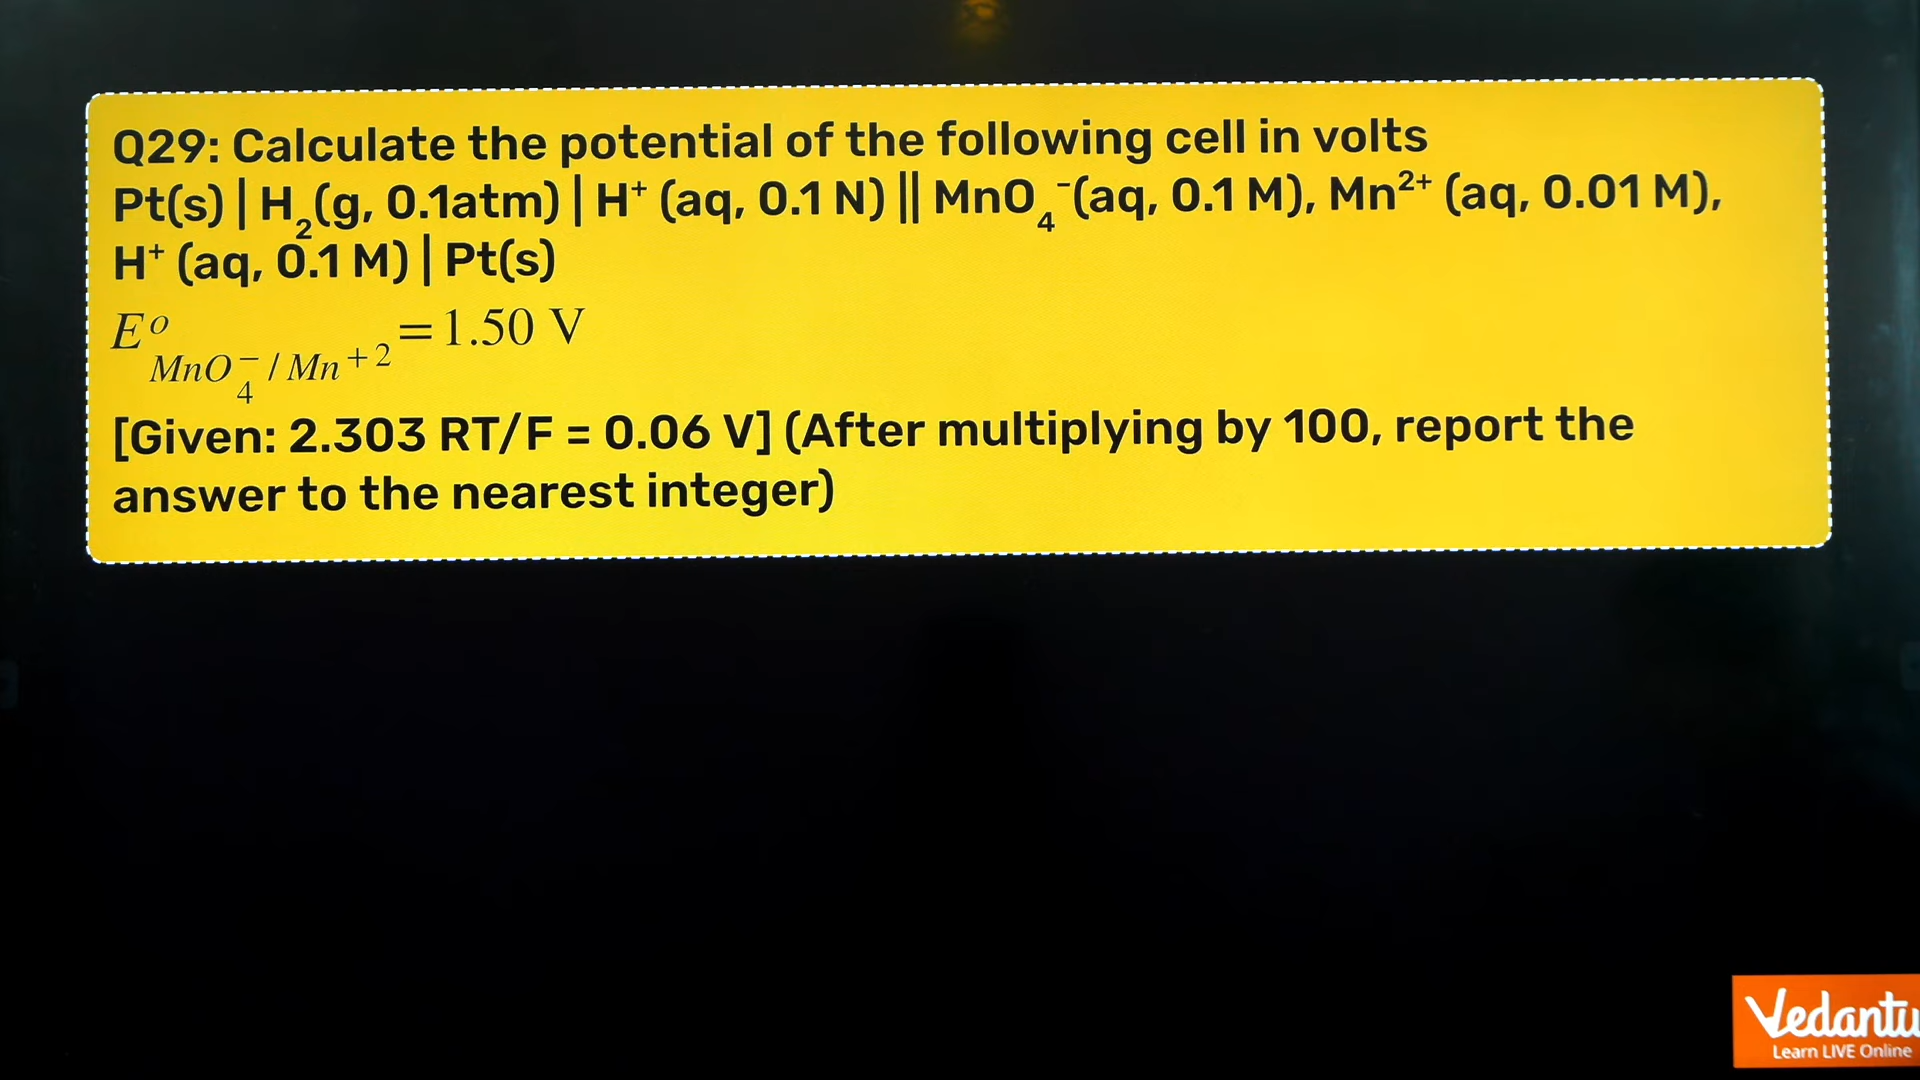 Q29: Calculate the potential of the following cell in volts
Pt(s) | H₂(g, 0.1atm) | H⁺ (aq, 0.1 N) || MnO₄⁻(aq, 0.1 M), Mn²⁺ (aq, 0.01 M),
H⁺ (aq, 0.1 M) | Pt(s)
E° MnO₄⁻ / Mn⁺² = 1.50 V
[Given: 2.303 RT/F = 0.06 V] (After multiplying by 100, report the
answer to the nearest integer)
Vedantu
Learn LIVE Online